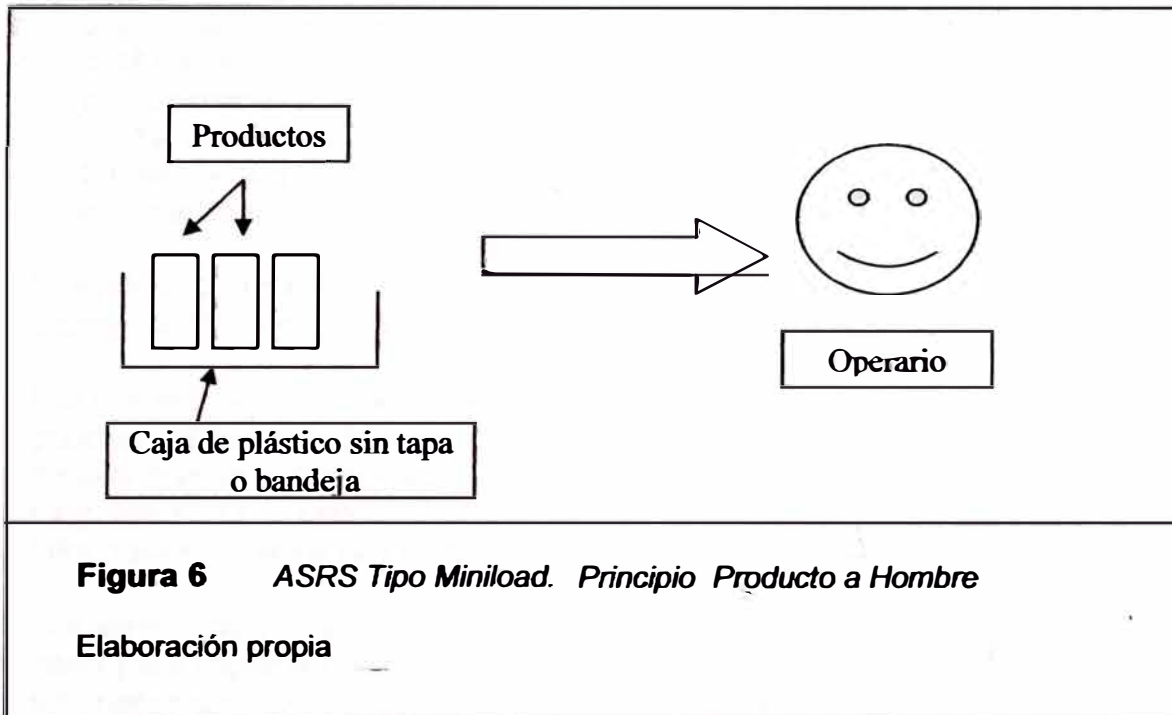 Productos
Operario
Caja de plástico sin tapa
o bandeja
Figura 6 ASRS Tipo Miniload. Principio Producto a Hombre
Elaboración propia